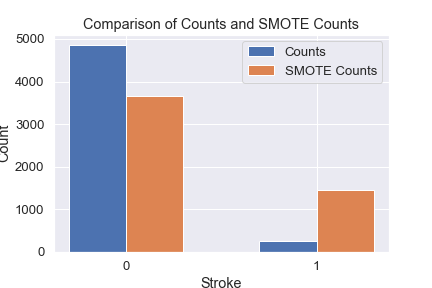 Comparison of Counts and SMOTE Counts
Counts
SMOTE Counts
5000
4000
3000
2000
1000
0
Count
0 1
Stroke